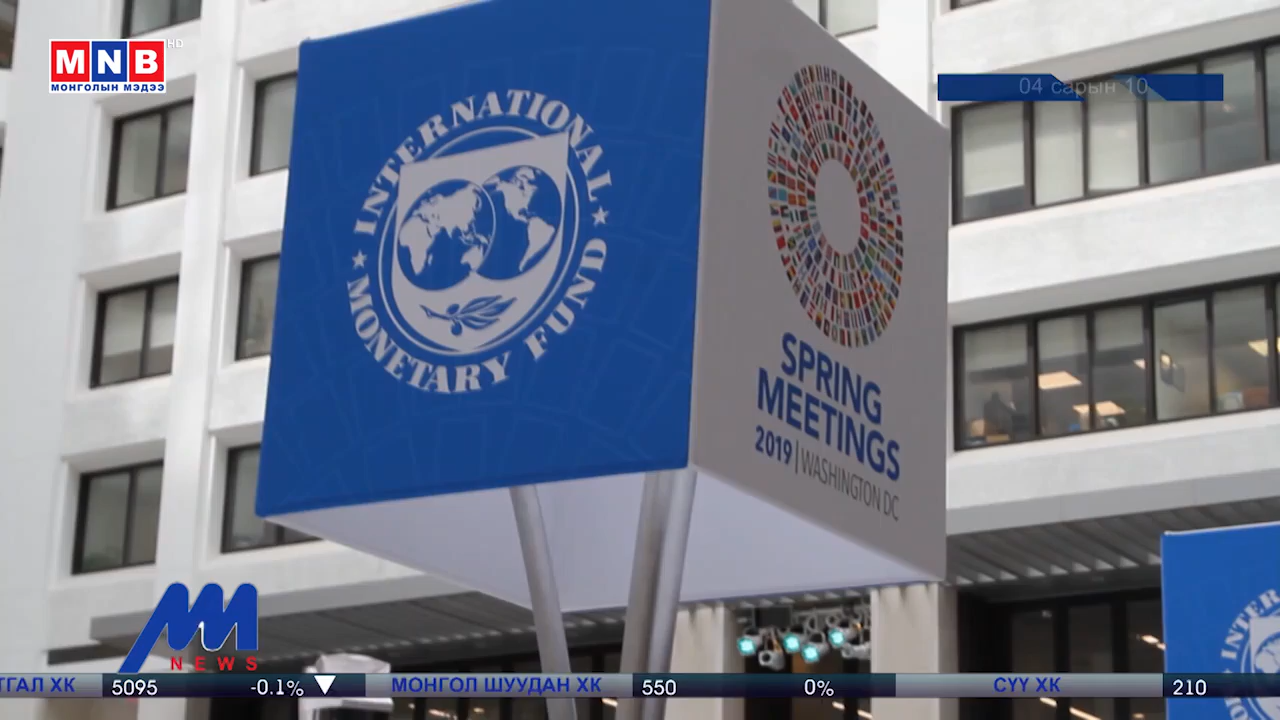 MNB HD
МОНГОЛЫН МЭДЭЭ
04 сарын 10
INTERNATIONAL
MONETARY FUND
SPRING
MEETINGS
2019 | WASHINGTON DC
NEWS
ТГАЛ ХК 5095 -0.1% МОНГОЛ ШУУДАН ХК 550 0% СҮҮ ХК 210